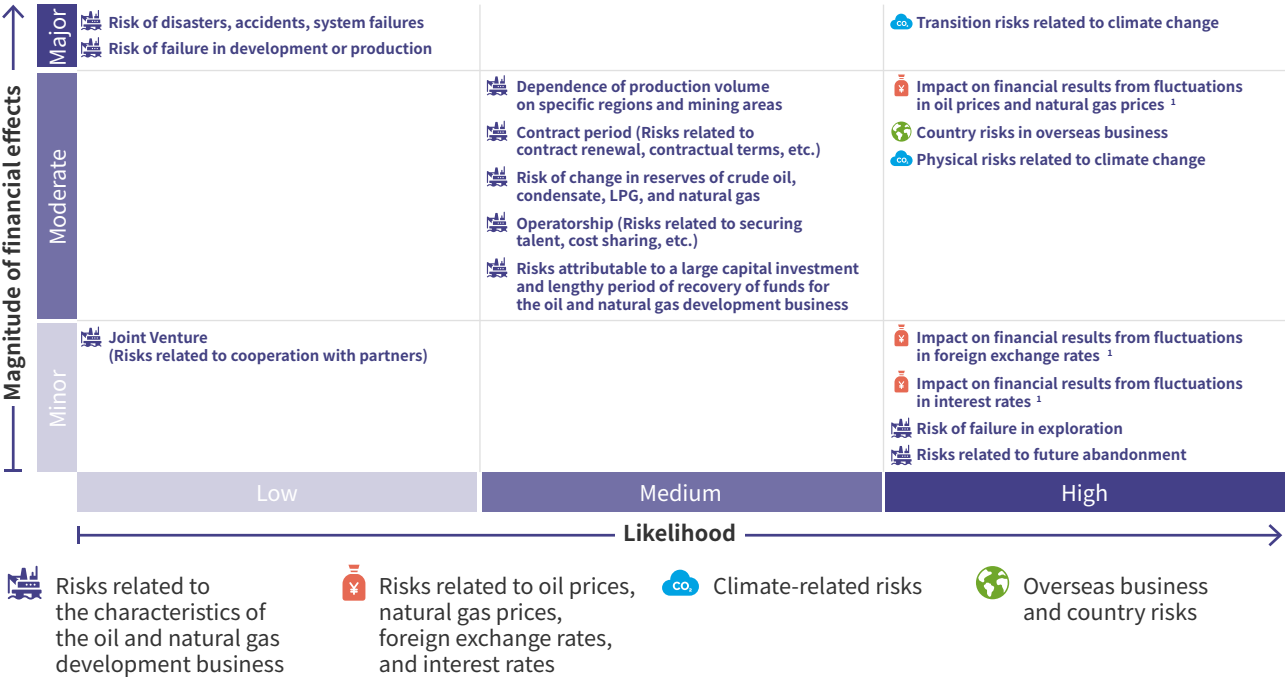 Magnitude of financial effects
Major
Risk of disasters, accidents, system failures
Risk of failure in development or production
CO₂ Transition risks related to climate change
Moderate
Dependence of production volume
on specific regions and mining areas
Contract period (Risks related to
contract renewal, contractual terms, etc.)
Risk of change in reserves of crude oil,
condensate, LPG, and natural gas
Operatorship (Risks related to securing
talent, cost sharing, etc.)
Risks attributable to a large capital investment
and lengthy period of recovery of funds for
the oil and natural gas development business
¥ Impact on financial results from fluctuations
in oil prices and natural gas prices ¹
Country risks in overseas business
CO₂ Physical risks related to climate change
Minor
Joint Venture
(Risks related to cooperation with partners)
¥ Impact on financial results from fluctuations
in foreign exchange rates ¹
¥ Impact on financial results from fluctuations
in interest rates ¹
Risk of failure in exploration
Risks related to future abandonment
Low
Medium
High
Likelihood
Risks related to
the characteristics of
the oil and natural gas
development business
¥ Risks related to oil prices,
natural gas prices,
foreign exchange rates,
and interest rates
CO₂ Climate-related risks
Overseas business
and country risks